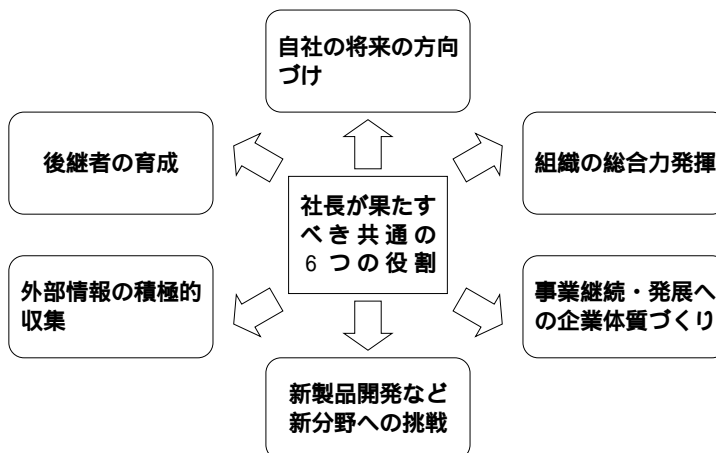 自社の将来の方向
づけ
後継者の育成
組織の総合力発揮
社長が果たす
べき共通の
6つの役割
外部情報の積極的
収集
事業継続・発展へ
の企業体質づくり
新製品開発など
新分野への挑戦